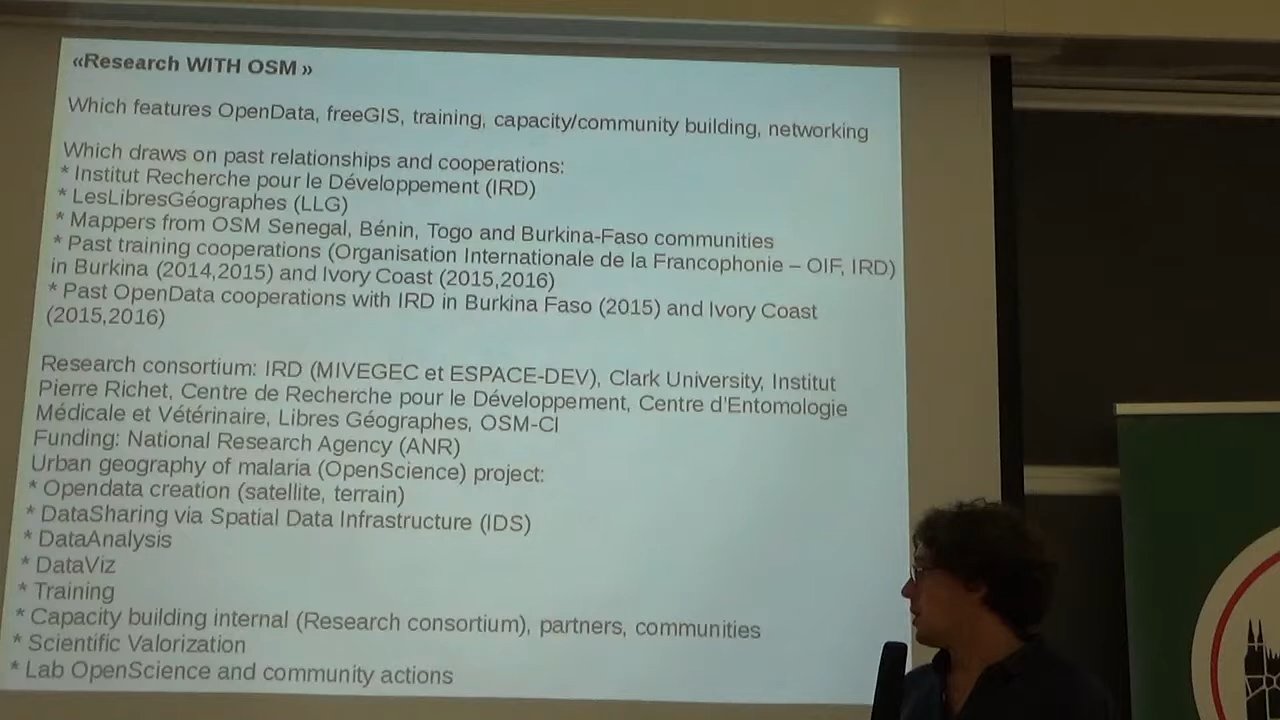 «Research WITH OSM »
Which features OpenData, freeGIS, training, capacity/community building, networking
Which draws on past relationships and cooperations:
* Institut Recherche pour le Développement (IRD)
* LesLibresGéographes (LLG)
* Mappers from OSM Senegal, Bénin, Togo and Burkina-Faso communities
* Past training cooperations (Organisation Internationale de la Francophonie – OIF, IRD)
in Burkina (2014,2015) and Ivory Coast (2015,2016)
* Past OpenData cooperations with IRD in Burkina Faso (2015) and Ivory Coast
(2015,2016)
Research consortium: IRD (MIVEGEC et ESPACE-DEV), Clark University, Institut
Pierre Richet, Centre de Recherche pour le Développement, Centre d'Entomologie
Médicale et Vétérinaire, Libres Géographes, OSM-CI
Funding: National Research Agency (ANR)
Urban geography of malaria (OpenScience) project:
* Opendata creation (satellite, terrain)
* DataSharing via Spatial Data Infrastructure (IDS)
* DataAnalysis
* DataViz
* Training
* Capacity building internal (Research consortium), partners, communities
* Scientific Valorization
* Lab OpenScience and community actions